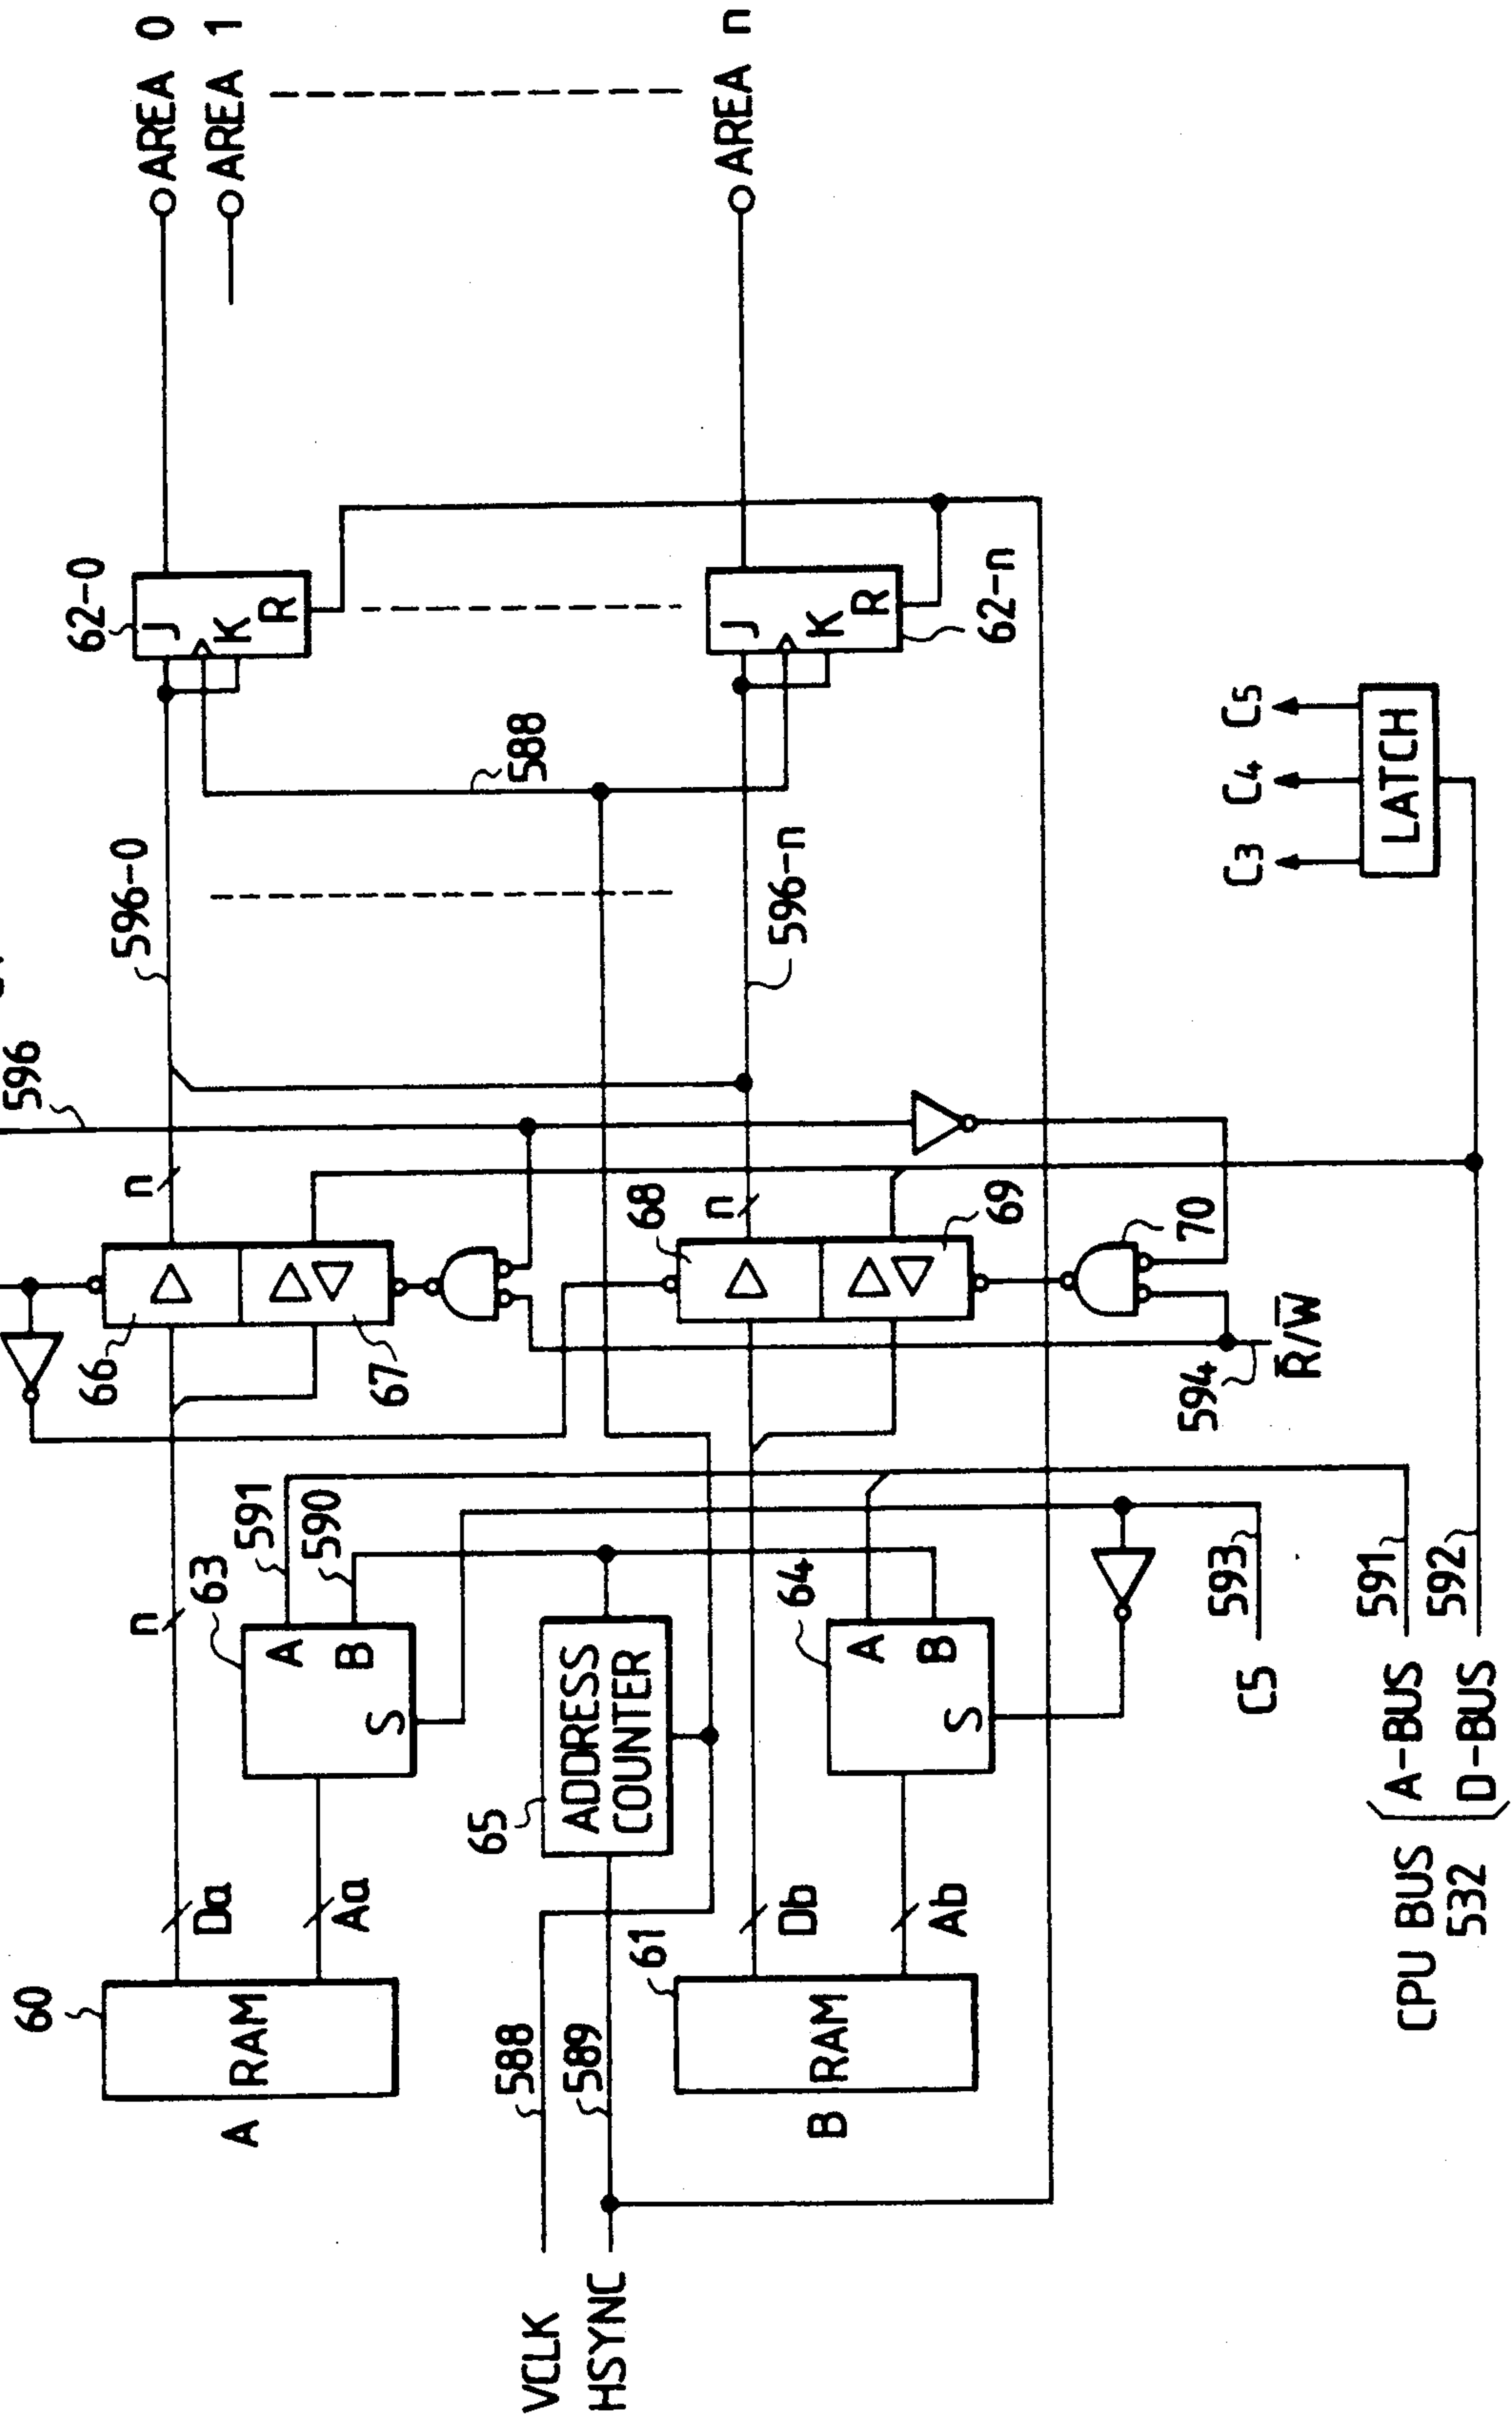 AREA 0
AREA 1
AREA n
62-0
J
K
R
J
K
R
62-n
588
596-0
596-n
596
n
n
66
67
68
69
70
594
R̅/W̅
C3 C4 C5
LATCH
n
63
591
590
A
B
S
65
ADDRESS
COUNTER
64
A
B
S
593
C5
591
592
A-BUS
D-BUS
CPU BUS
532
60
RAM
A
Da
Aa
61
RAM
B
Db
Ab
588
589
VCLK
HSYNC